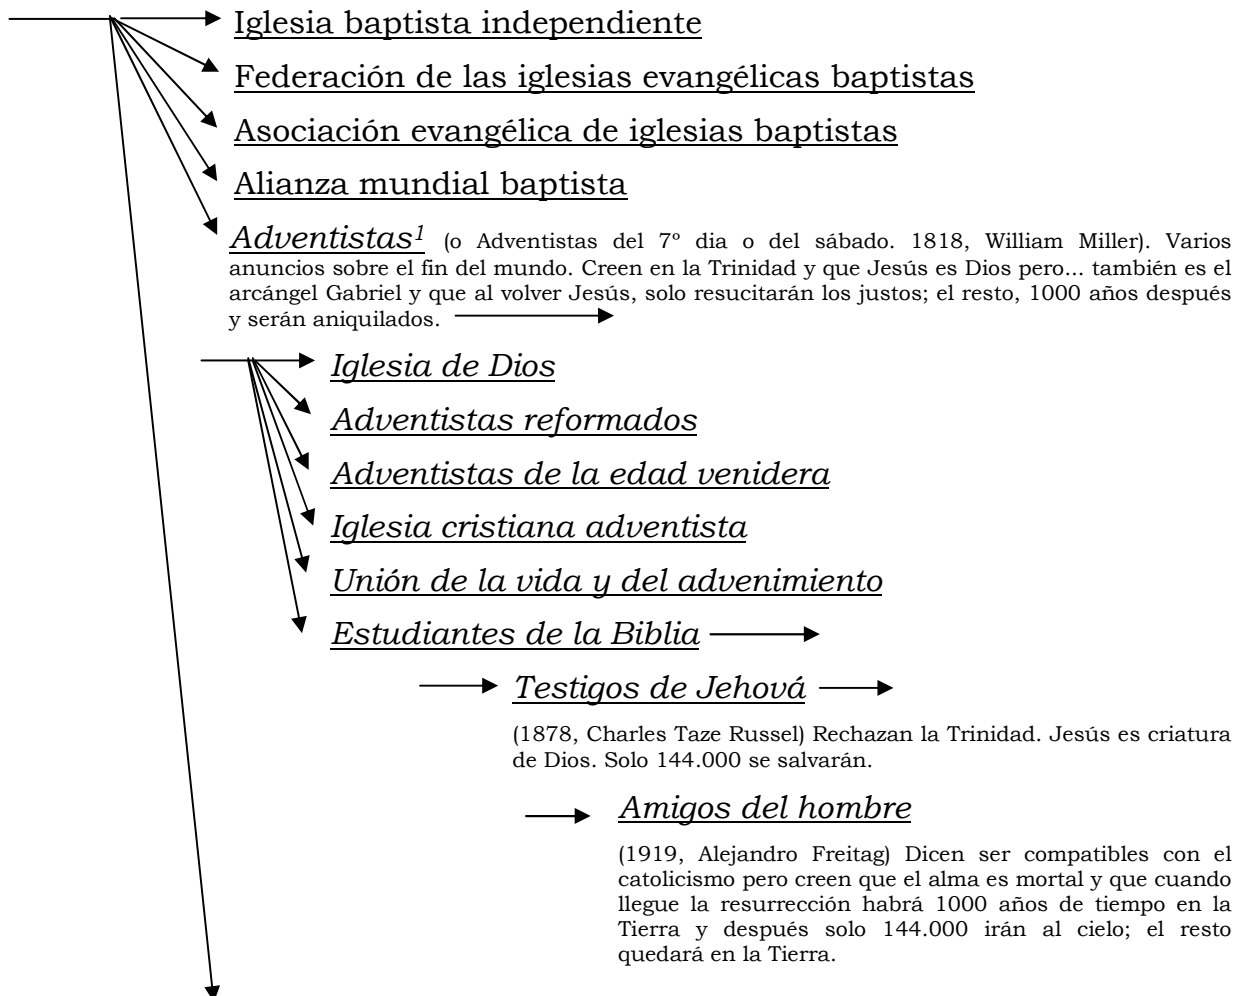 Iglesia baptista independiente
Federación de las iglesias evangélicas baptistas
Asociación evangélica de iglesias baptistas
Alianza mundial baptista
Adventistas¹ (o Adventistas del 7º dia o del sábado. 1818, William Miller). Varios
anuncios sobre el fin del mundo. Creen en la Trinidad y que Jesús es Dios pero... también es el
arcángel Gabriel y que al volver Jesús, solo resucitarán los justos; el resto, 1000 años después
y serán aniquilados.
Iglesia de Dios
Adventistas reformados
Adventistas de la edad venidera
Iglesia cristiana adventista
Unión de la vida y del advenimiento
Estudiantes de la Biblia
Testigos de Jehová
(1878, Charles Taze Russel) Rechazan la Trinidad. Jesús es criatura
de Dios. Solo 144.000 se salvarán.
Amigos del hombre
(1919, Alejandro Freitag) Dicen ser compatibles con el
catolicismo pero creen que el alma es mortal y que cuando
llegue la resurrección habrá 1000 años de tiempo en la
Tierra y después solo 144.000 irán al cielo; el resto
quedará en la Tierra.